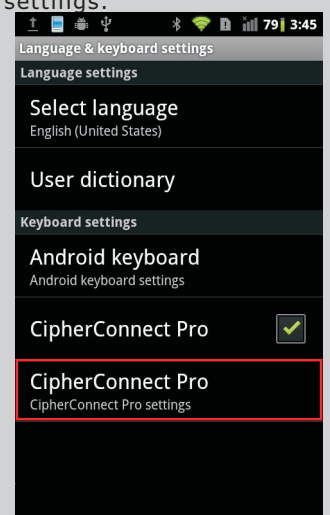 settings.
79 3:45
Language & keyboard settings
Language settings
Select language
English (United States)
User dictionary
Keyboard settings
Android keyboard
Android keyboard settings
CipherConnect Pro
CipherConnect Pro
CipherConnect Pro settings